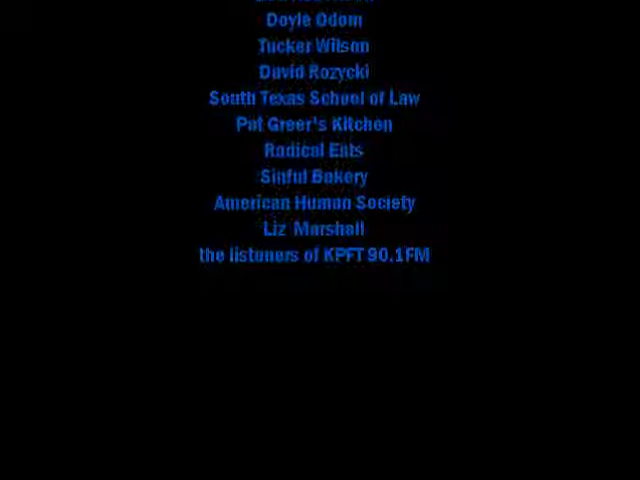 Doyle Odom
Tucker Wilson
David Rozycki
South Texas School of Law
Pat Greer's Kitchen
Radical Eats
Sinful Bakery
American Human Society
Liz Marshall
the listeners of KPFT 90.1FM